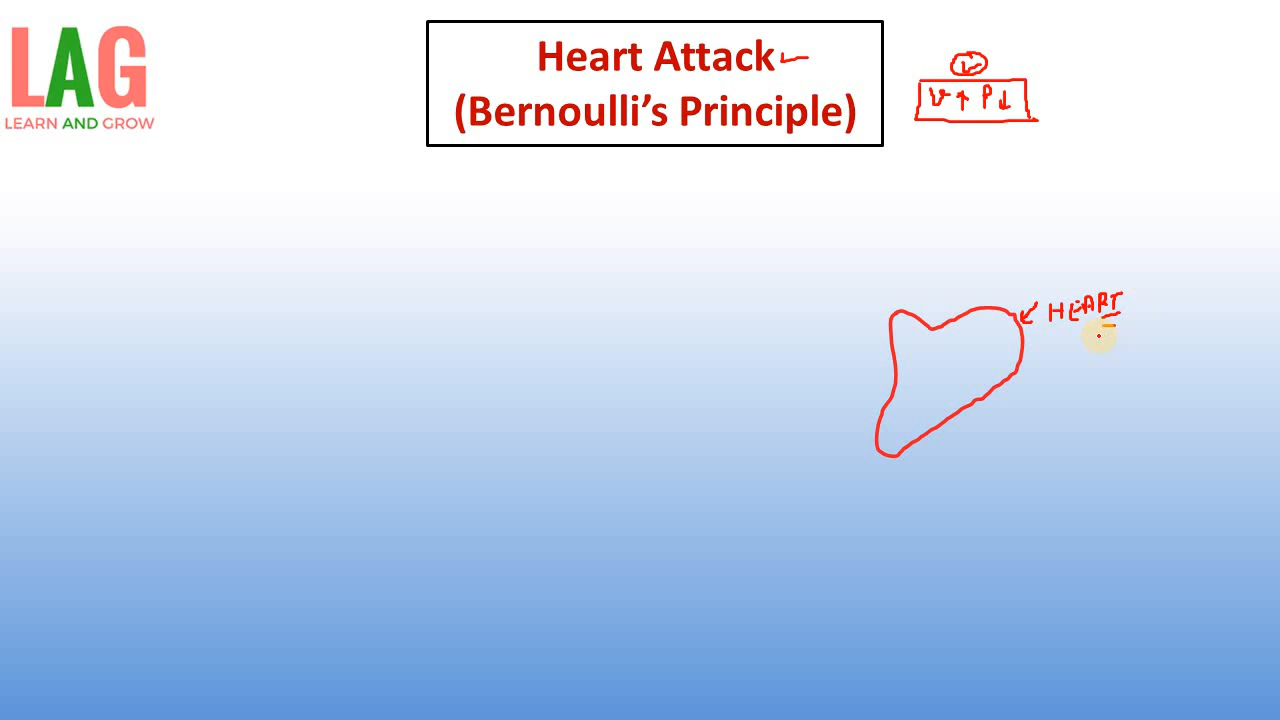 LAG
LEARN AND GROW
Heart Attack
(Bernoulli's Principle)
v↑ P↓
HEART